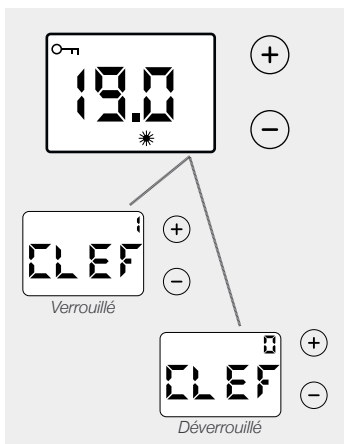 19.0
+
−
1
CLEF
+
−
Verrouillé
0
CLEF
+
−
Déverrouillé